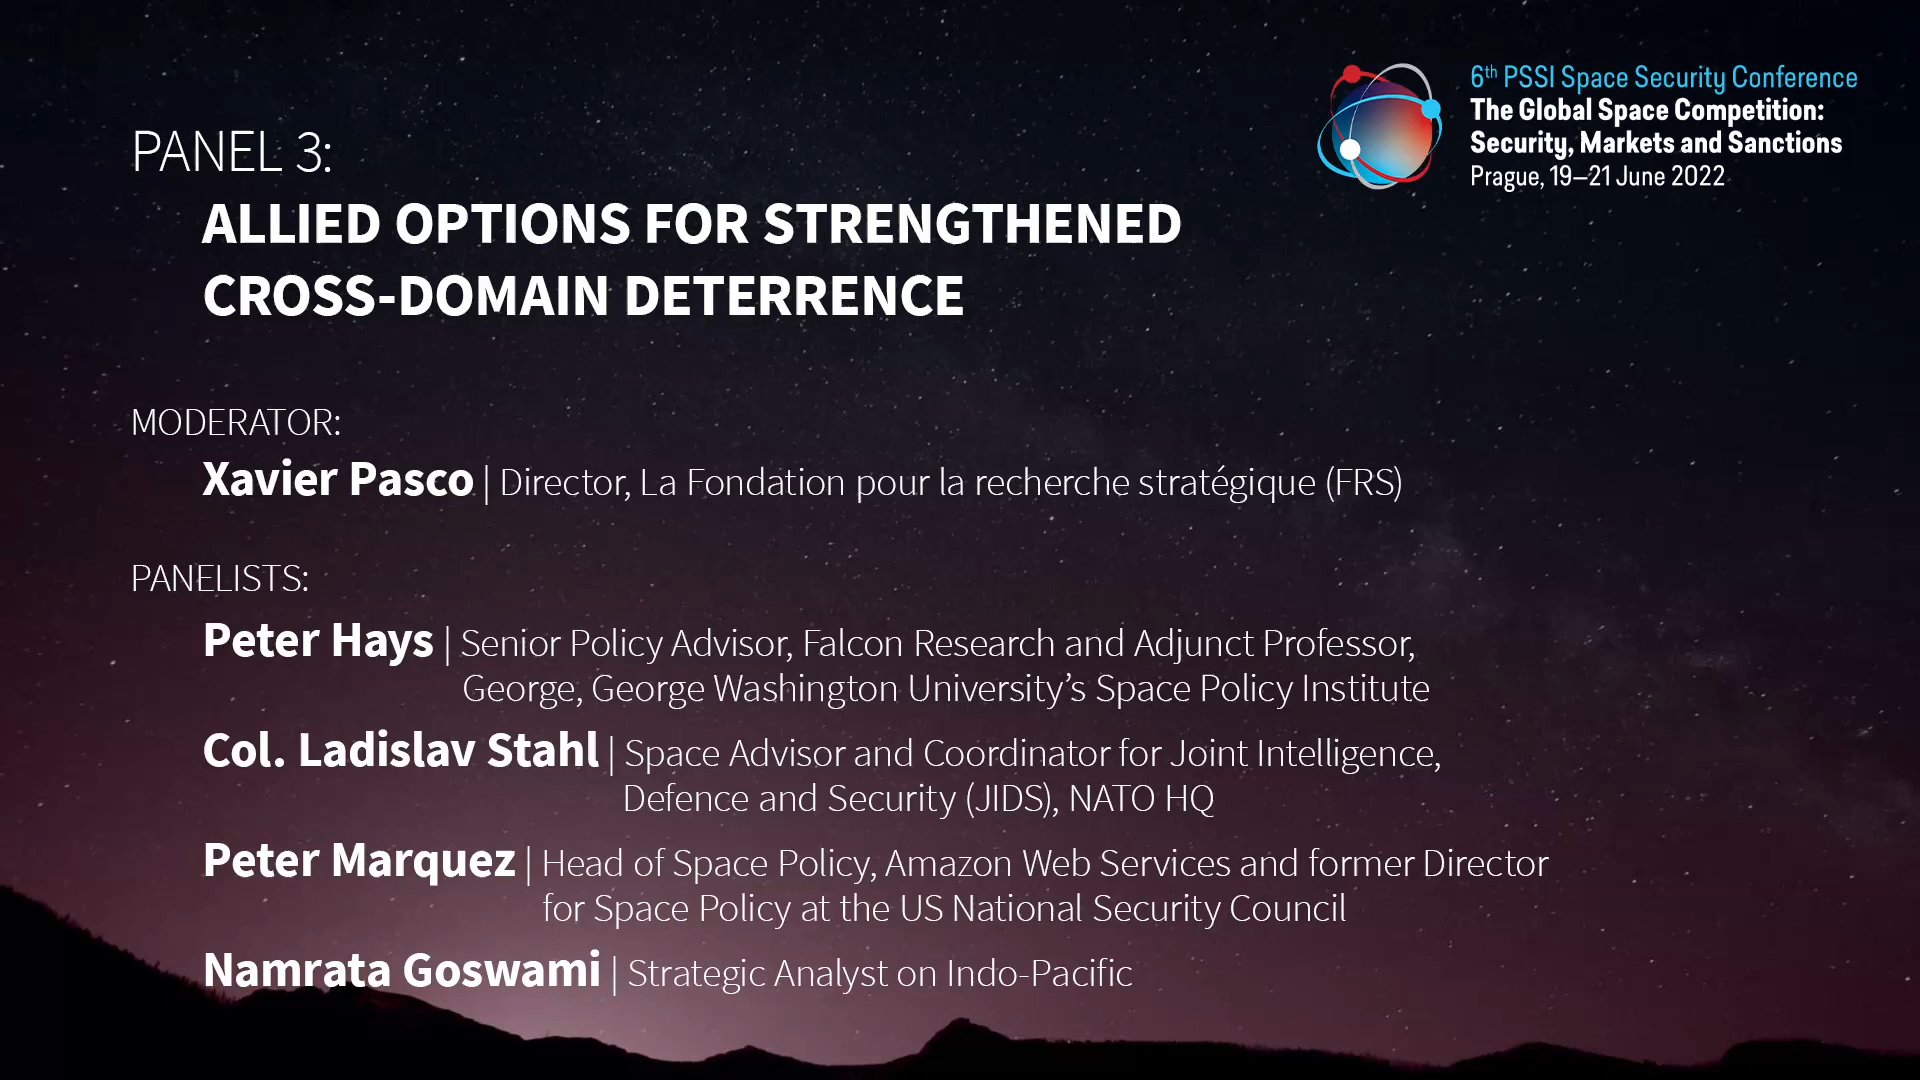 6th PSSI Space Security Conference
The Global Space Competition:
Security, Markets and Sanctions
Prague, 19–21 June 2022
PANEL 3:
ALLIED OPTIONS FOR STRENGTHENED
CROSS-DOMAIN DETERRENCE
MODERATOR:
Xavier Pasco | Director, La Fondation pour la recherche stratégique (FRS)
PANELISTS:
Peter Hays | Senior Policy Advisor, Falcon Research and Adjunct Professor,
George, George Washington University’s Space Policy Institute
Col. Ladislav Stahl | Space Advisor and Coordinator for Joint Intelligence,
Defence and Security (JIDS), NATO HQ
Peter Marquez | Head of Space Policy, Amazon Web Services and former Director
for Space Policy at the US National Security Council
Namrata Goswami | Strategic Analyst on Indo-Pacific